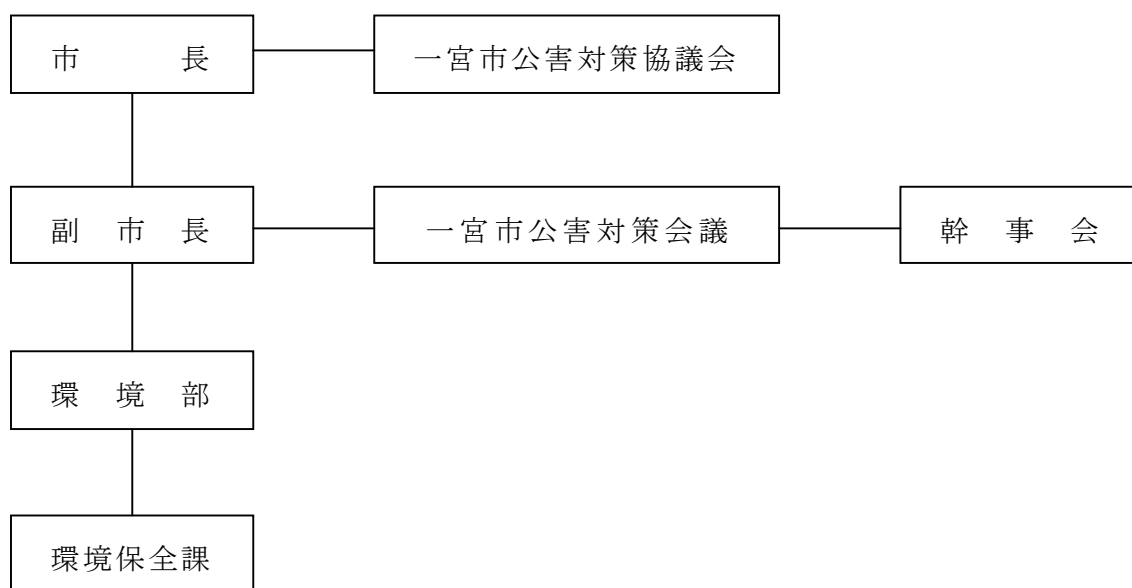 市長
一宮市公害対策協議会
副市長
一宮市公害対策会議
幹事会
環境部
環境保全課